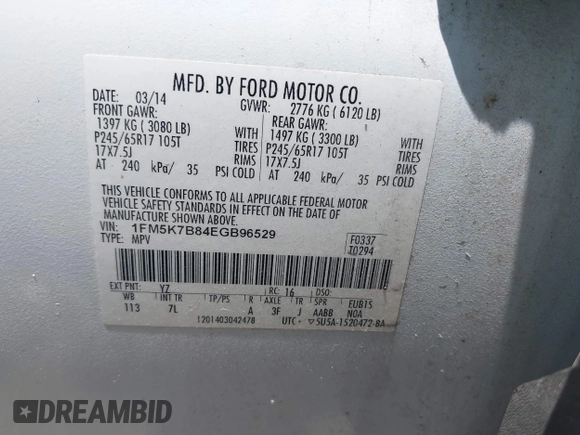 MFD. BY FORD MOTOR CO.
DATE: 03/14 GVWR: 2776 KG ( 6120 LB)
FRONT GAWR: REAR GAWR:
1397 KG ( 3080 LB) WITH 1497 KG ( 3300 LB) WITH
P245/65R17 105T TIRES P245/65R17 105T TIRES
17X7.5J RIMS 17X7.5J RIMS
AT 240 kPa/ 35 PSI COLD AT 240 kPa/ 35 PSI COLD
THIS VEHICLE CONFORMS TO ALL APPLICABLE FEDERAL MOTOR
VEHICLE SAFETY STANDARDS IN EFFECT ON THE DATE OF
MANUFACTURE SHOWN ABOVE.
VIN: 1FM5K7B84EGB96529
TYPE: MPV
F0337
T0294
EXT PNT: YZ RC: 16 DSO:
WB INT TR TP/PS R AXLE TR SPR EUB15
113 7L A 3F J AABB NOA
1201403042478 UTC ▽5U5A-1520472-BA
DREAMBID